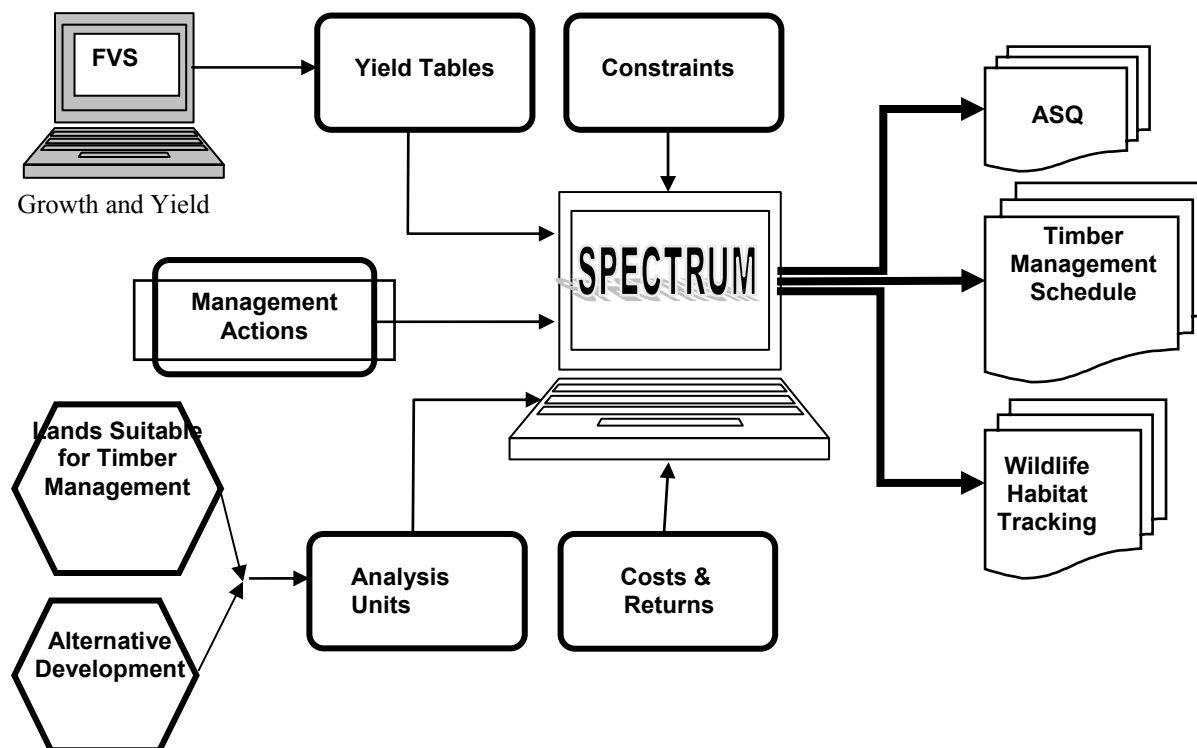 FVS
Growth and Yield
Yield Tables
Constraints
Management
Actions
Lands Suitable
for Timber
Management
Alternative
Development
Analysis
Units
Costs &
Returns
SPECTRUM
ASQ
Timber
Management
Schedule
Wildlife
Habitat
Tracking